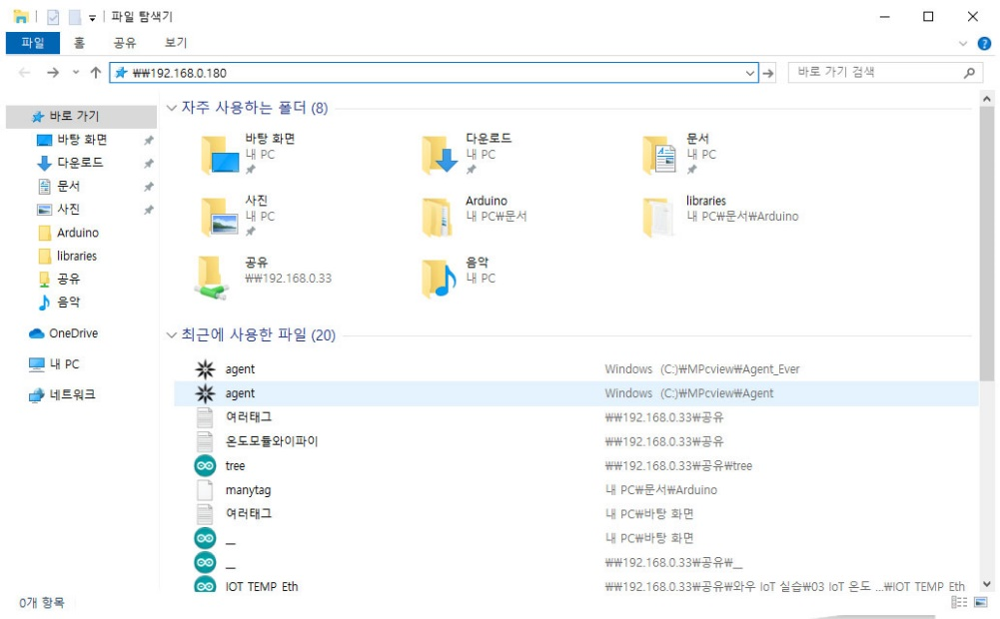 파일 탐색기
파일 홈 공유 보기
₩₩192.168.0.180
바로 가기 검색
바로 가기
바탕 화면
다운로드
문서
사진
Arduino
libraries
공유
음악
OneDrive
내 PC
네트워크
자주 사용하는 폴더 (8)
바탕 화면
내 PC
다운로드
내 PC
문서
내 PC
사진
내 PC
Arduino
내 PC₩문서
libraries
내 PC₩문서₩Arduino
공유
₩₩192.168.0.33
음악
내 PC
최근에 사용한 파일 (20)
agent Windows (C:)₩MPcview₩Agent_Ever
agent Windows (C:)₩MPcview₩Agent
여러태그 ₩₩192.168.0.33₩공유
온도모듈와이파이 ₩₩192.168.0.33₩공유
tree ₩₩192.168.0.33₩공유₩tree
manytag 내 PC₩문서₩Arduino
여러태그 내 PC₩바탕 화면
__ 내 PC₩바탕 화면
__ ₩₩192.168.0.33₩공유₩__
IOT TEMP Eth ₩₩192.168.0.33₩공유₩와우 IoT 실습₩03 IoT 온도 ...₩IOT TEMP Eth
0개 항목